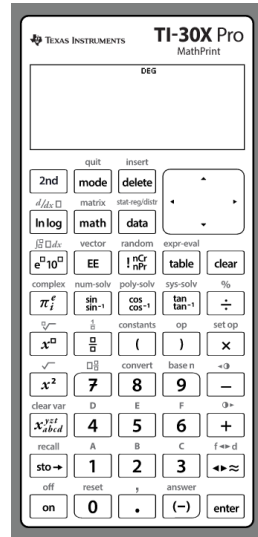 TEXAS INSTRUMENTS TI-30X Pro
MathPrint
DEG
quit insert
2nd mode delete
d/dx□ matrix stat-reg/distr
ln log math data
∫□dx vector random expr-eval
e□10□ EE ! nCr nPr table clear
complex num-solv poly-solv sys-solv %
π e i sin sin-1 cos cos-1 tan tan-1 ÷
constants op set op
x□ ( ) ×
√ convert base n
x² 7 8 9 −
clear var D E F
x y z t a b c d 4 5 6 +
recall A B C f◂▸d
sto→ 1 2 3 ◂▸≈
off reset , answer
on 0 . (−) enter